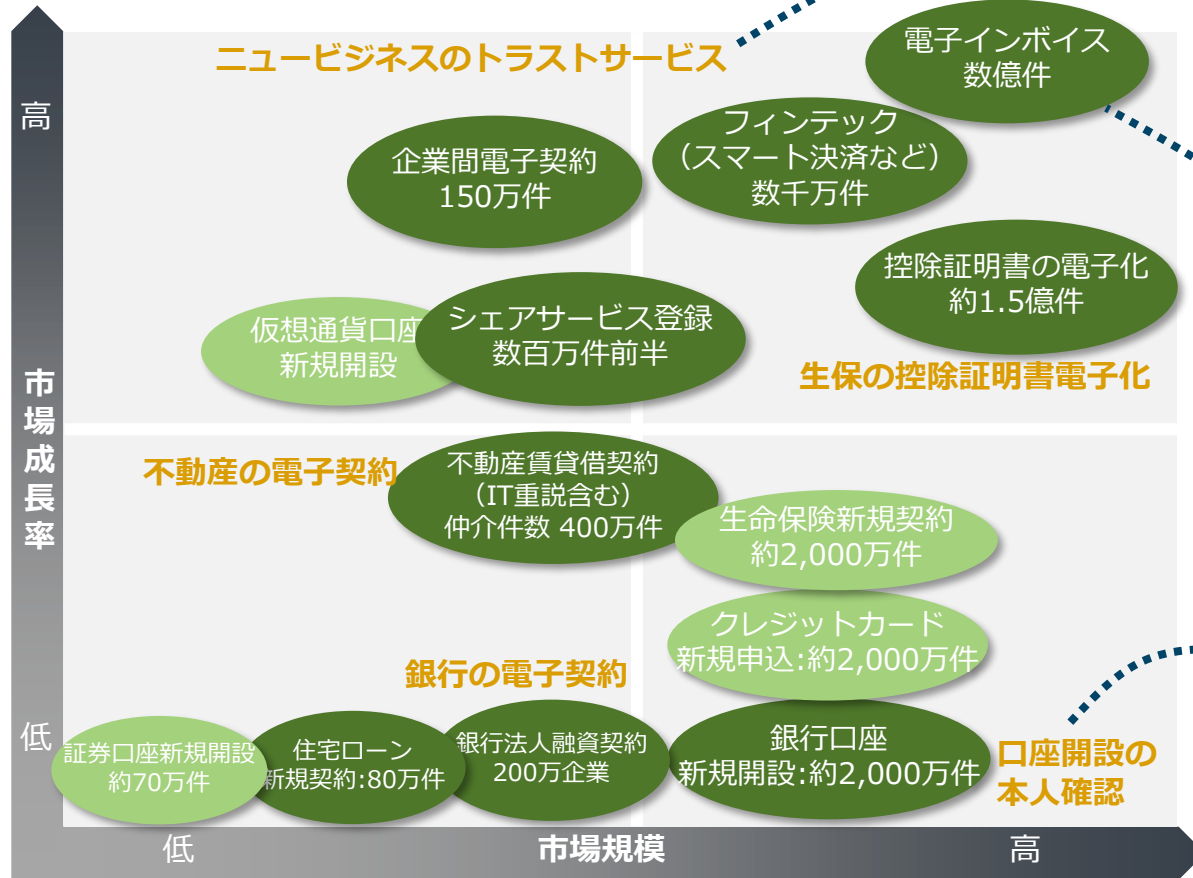 ニュービジネスのトラストサービス
電子インボイス
数億件
フィンテック
（スマート決済など）
数千万件
企業間電子契約
150万件
控除証明書の電子化
約1.5億件
仮想通貨口座
新規開設
シェアサービス登録
数百万件前半
生保の控除証明書電子化
高
市場成長率
低
不動産の電子契約
不動産賃貸借契約
（IT重説含む）
仲介件数 400万件
生命保険新規契約
約2,000万件
クレジットカード
新規申込:約2,000万件
銀行の電子契約
証券口座新規開設
約70万件
住宅ローン
新規契約:80万件
銀行法人融資契約
200万企業
銀行口座
新規開設:約2,000万件
口座開設の
本人確認
低
市場規模
高